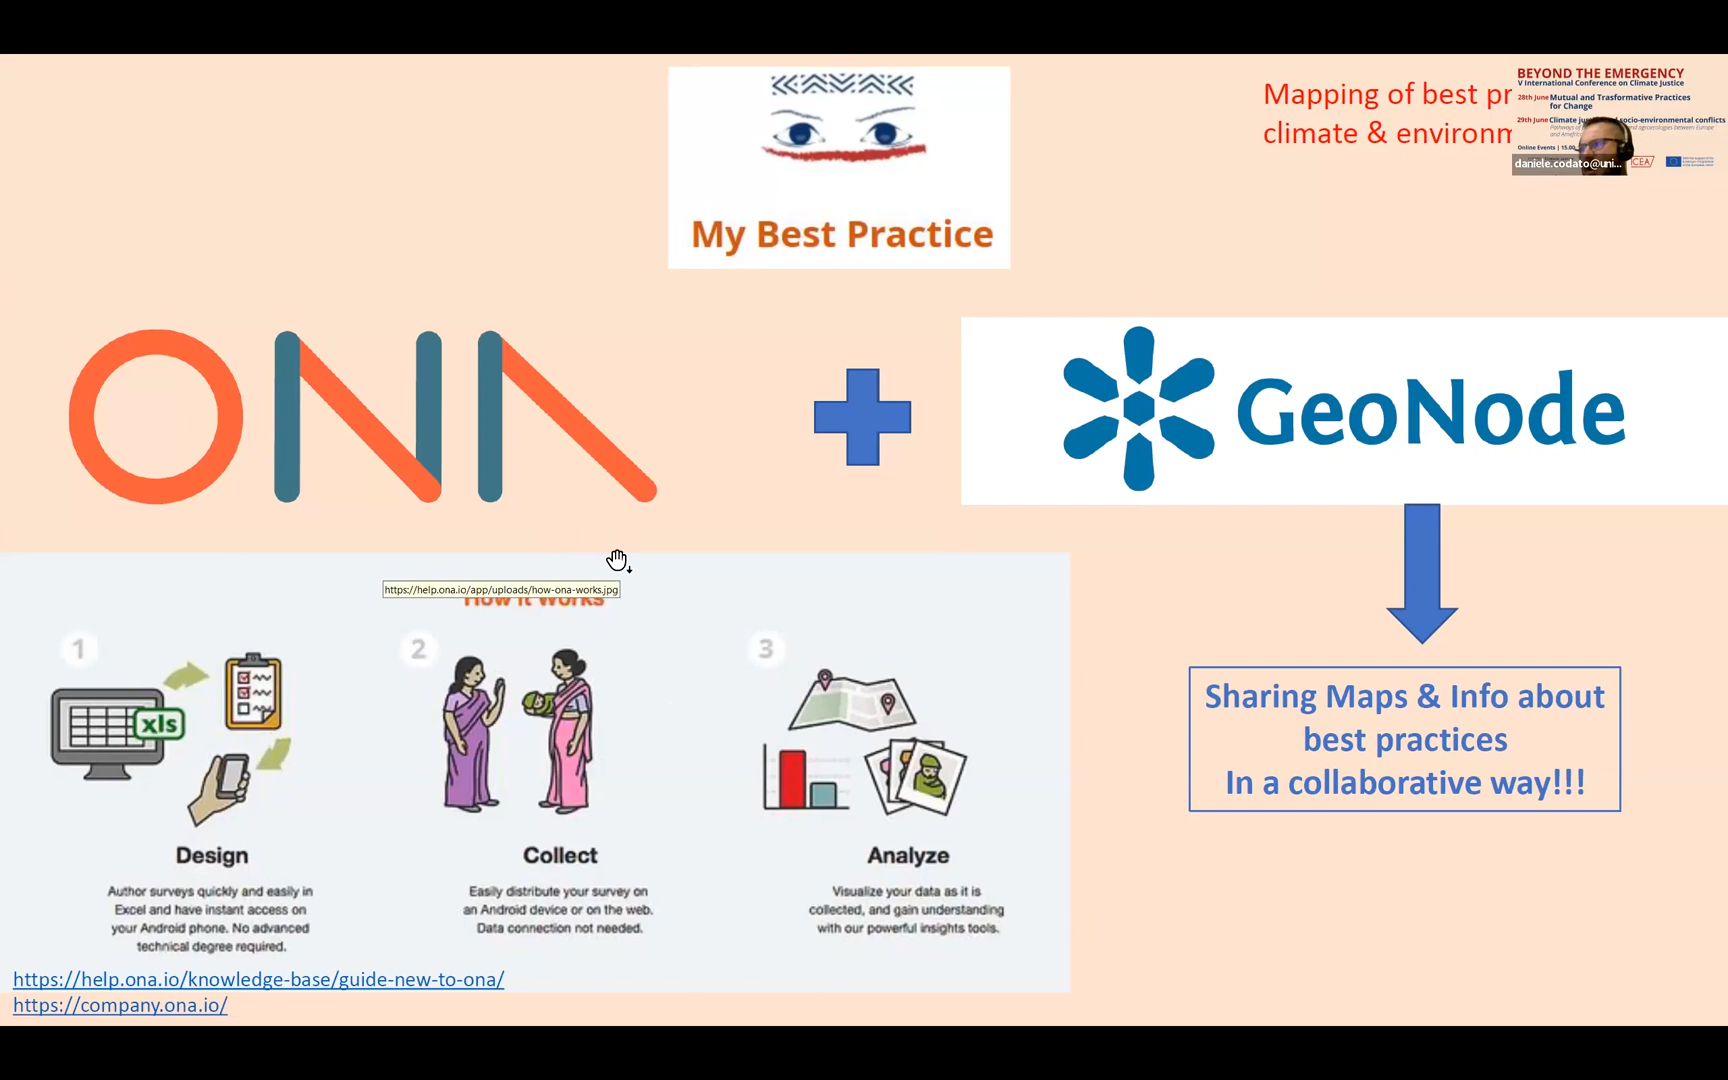 My Best Practice
Mapping of best pr
climate & environm
BEYOND THE EMERGENCY
V International Conference on Climate Justice
28th June Mutual and Trasformative Practices
for Change
29th June Climate ju socio-environmental conflicts
Online Events | 15.00
daniele.codato@uni...
ICEA
ONA
GeoNode
https://help.ona.io/app/uploads/how-ona-works.jpg
How it Works
1
xls
2
3
Design
Author surveys quickly and easily in
Excel and have instant access on
your Android phone. No advanced
technical degree required.
Collect
Easily distribute your survey on
an Android device or on the web.
Data connection not needed.
Analyze
Visualize your data as it is
collected, and gain understanding
with our powerful insights tools.
Sharing Maps & Info about
best practices
In a collaborative way!!!
https://help.ona.io/knowledge-base/guide-new-to-ona/
https://company.ona.io/